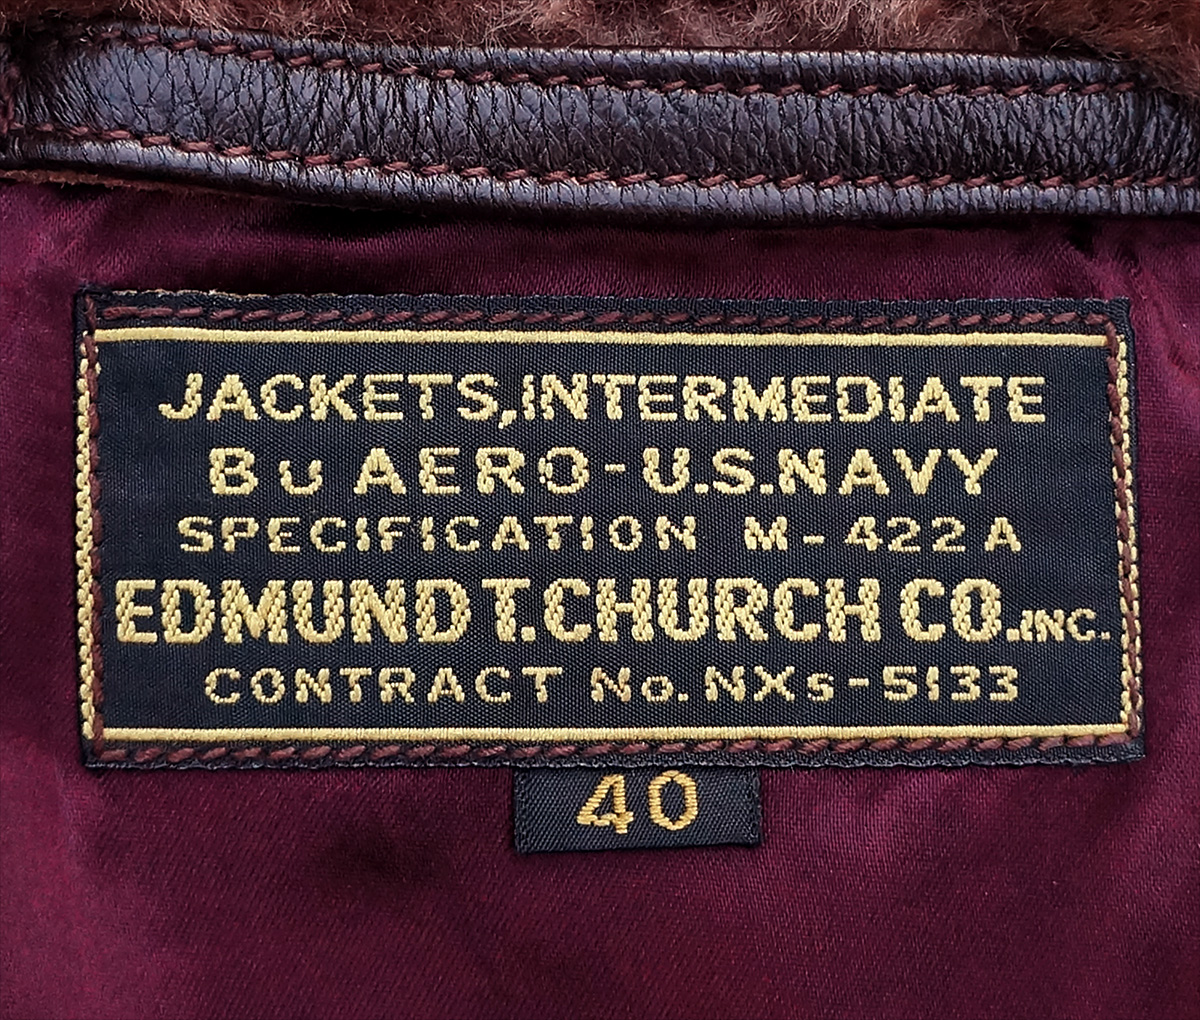 JACKETS, INTERMEDIATE
Bu AERO-U.S.NAVY
SPECIFICATION M-422A
EDMUND T. CHURCH CO.INC.
CONTRACT No. NXs-5133
40